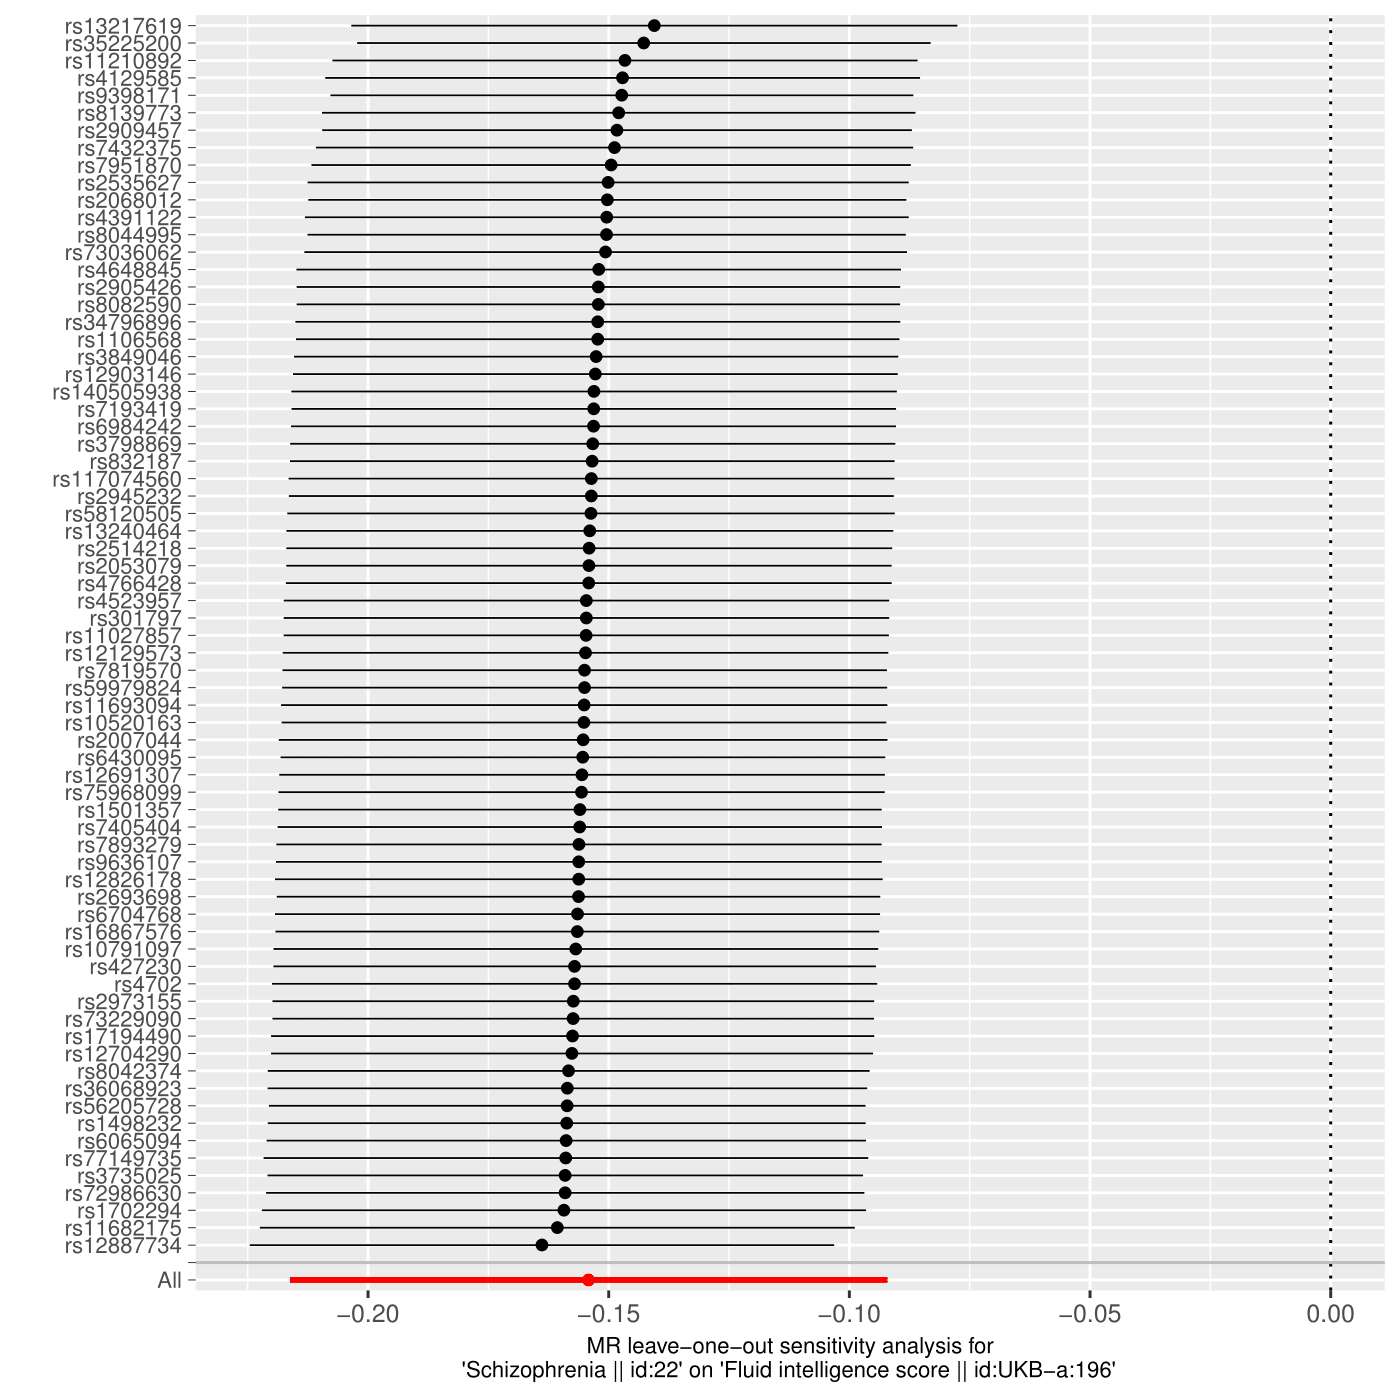 rs13217619
rs35225200
rs11210892
rs4129585
rs9398171
rs8139773
rs2909457
rs7432375
rs7951870
rs2535627
rs2068012
rs4391122
rs8044995
rs73036062
rs4648845
rs2905426
rs8082590
rs34796896
rs1106568
rs3849046
rs12903146
rs140505938
rs7193419
rs6984242
rs3798869
rs832187
rs117074560
rs2945232
rs58120505
rs13240464
rs2514218
rs2053079
rs4766428
rs4523957
rs301797
rs11027857
rs12129573
rs7819570
rs59979824
rs11693094
rs10520163
rs2007044
rs6430095
rs12691307
rs75968099
rs1501357
rs7405404
rs7893279
rs9636107
rs12826178
rs2693698
rs6704768
rs16867576
rs10791097
rs427230
rs4702
rs2973155
rs73229090
rs17194490
rs12704290
rs8042374
rs36068923
rs56205728
rs1498232
rs6065094
rs77149735
rs3735025
rs72986630
rs1702294
rs11682175
rs12887734
All
−0.20 −0.15 −0.10 −0.05 0.00
MR leave−one−out sensitivity analysis for
'Schizophrenia || id:22' on 'Fluid intelligence score || id:UKB−a:196'